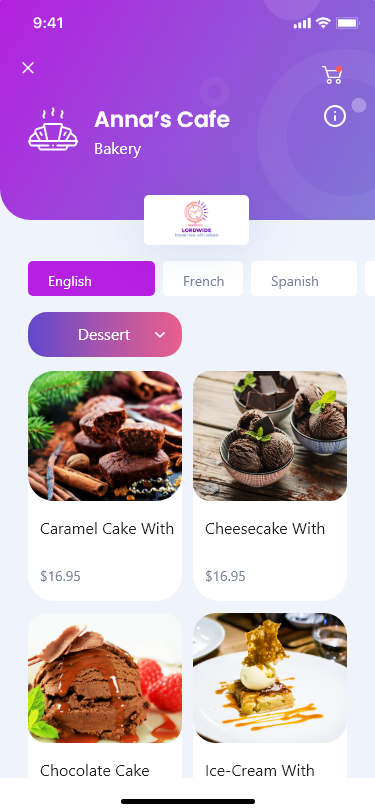 9:41
Anna's Cafe
Bakery
LORDWIDE
English
French
Spanish
Dessert
Caramel Cake With
Cheesecake With
$16.95
$16.95
Chocolate Cake
Ice-Cream With